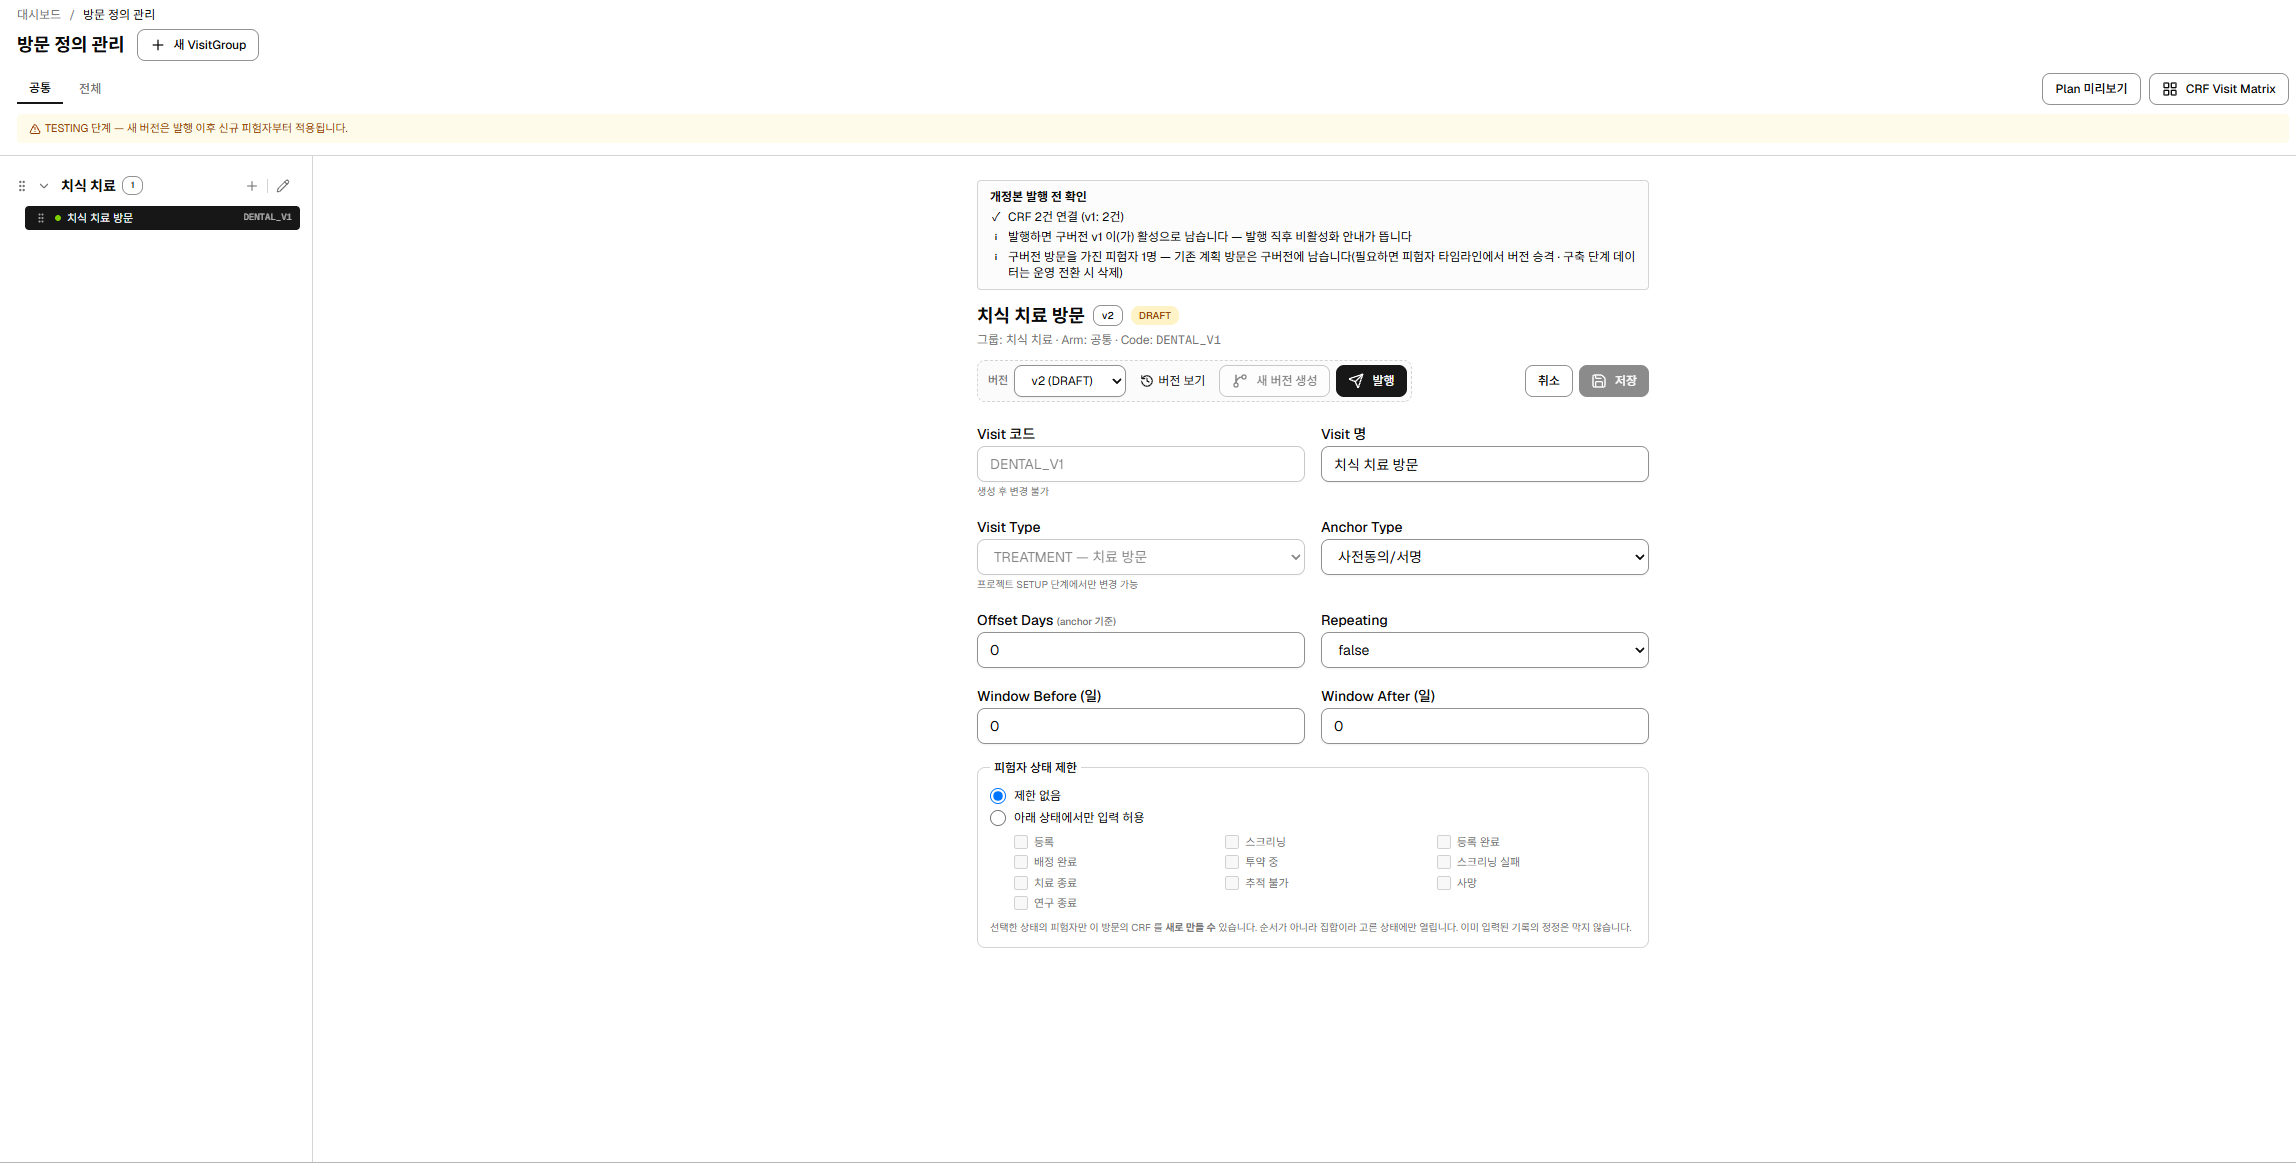 대시보드 / 방문 정의 관리
방문 정의 관리 + 새 VisitGroup
공통 전체 Plan 미리보기 CRF Visit Matrix
TESTING 단계 — 새 버전은 발행 이후 신규 피험자부터 적용됩니다.
치식 치료 1
치식 치료 방문 DENTAL_V1
개정본 발행 전 확인
✓ CRF 2건 연결 (v1: 2건)
i 발행하면 구버전 v1 이(가) 활성으로 남습니다 — 발행 직후 비활성화 안내가 뜹니다
i 구버전 방문을 가진 피험자 1명 — 기존 계획 방문은 구버전에 남습니다(필요하면 피험자 타임라인에서 버전 승격 · 구축 단계 데이
터는 운영 전환 시 삭제)
치식 치료 방문 v2 DRAFT
그룹: 치식 치료 · Arm: 공통 · Code: DENTAL_V1
버전 v2 (DRAFT) 버전 보기 새 버전 생성 발행 취소 저장
Visit 코드 Visit 명
DENTAL_V1 치식 치료 방문
생성 후 변경 불가
Visit Type Anchor Type
TREATMENT — 치료 방문 사전동의/서명
프로젝트 SETUP 단계에서만 변경 가능
Offset Days (anchor 기준) Repeating
0 false
Window Before (일) Window After (일)
0 0
피험자 상태 제한
제한 없음
아래 상태에서만 입력 허용
등록 스크리닝 등록 완료
배정 완료 투약 중 스크리닝 실패
치료 종료 추적 불가 사망
연구 종료
선택한 상태의 피험자만 이 방문의 CRF 를 새로 만들 수 있습니다. 순서가 아니라 집합이라 고른 상태에만 열립니다. 이미 입력된 기록의 정정은 막지 않습니다.